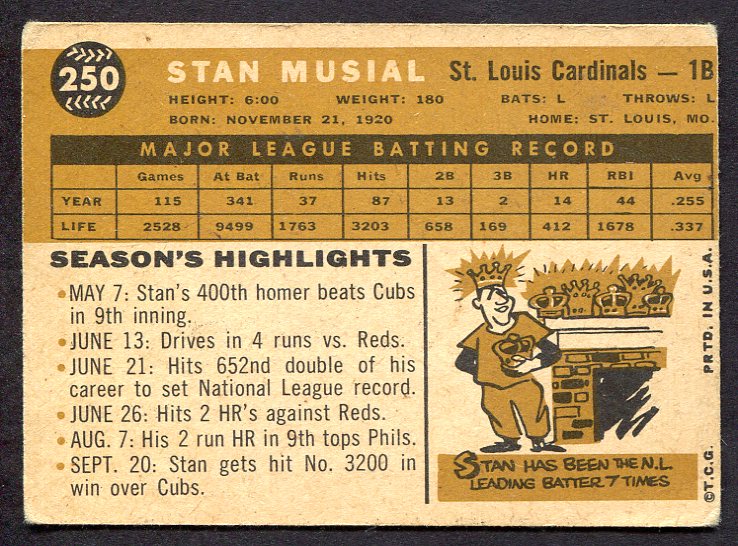 250
STAN MUSIAL St. Louis Cardinals — 1B
HEIGHT: 6:00 WEIGHT: 180 BATS: L THROWS: L
BORN: NOVEMBER 21, 1920 HOME: ST. LOUIS, MO.
MAJOR LEAGUE BATTING RECORD
Games At Bat Runs Hits 2B 3B HR RBI Avg
YEAR 115 341 37 87 13 2 14 44 .255
LIFE 2528 9499 1763 3203 658 169 412 1678 .337
SEASON'S HIGHLIGHTS
• MAY 7: Stan's 400th homer beats Cubs
in 9th inning.
• JUNE 13: Drives in 4 runs vs. Reds.
• JUNE 21: Hits 652nd double of his
career to set National League record.
• JUNE 26: Hits 2 HR's against Reds.
• AUG. 7: His 2 run HR in 9th tops Phils.
• SEPT. 20: Stan gets hit No. 3200 in
win over Cubs.
STAN HAS BEEN THE N.L.
LEADING BATTER 7 TIMES
©T.C.G. PRTD. IN U.S.A.